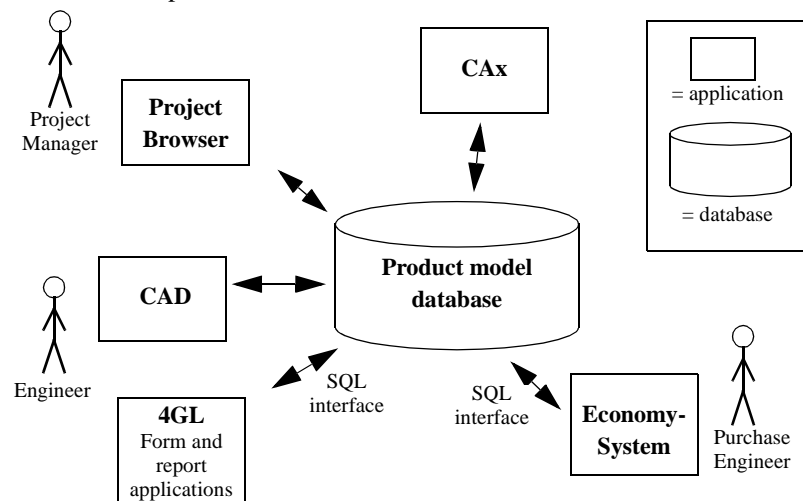 Project
Manager
Project
Browser
CAx
= application
= database
Product model
database
CAD
Engineer
SQL
interface
4GL
Form and
report
applications
SQL
interface
Economy-
System
Purchase
Engineer